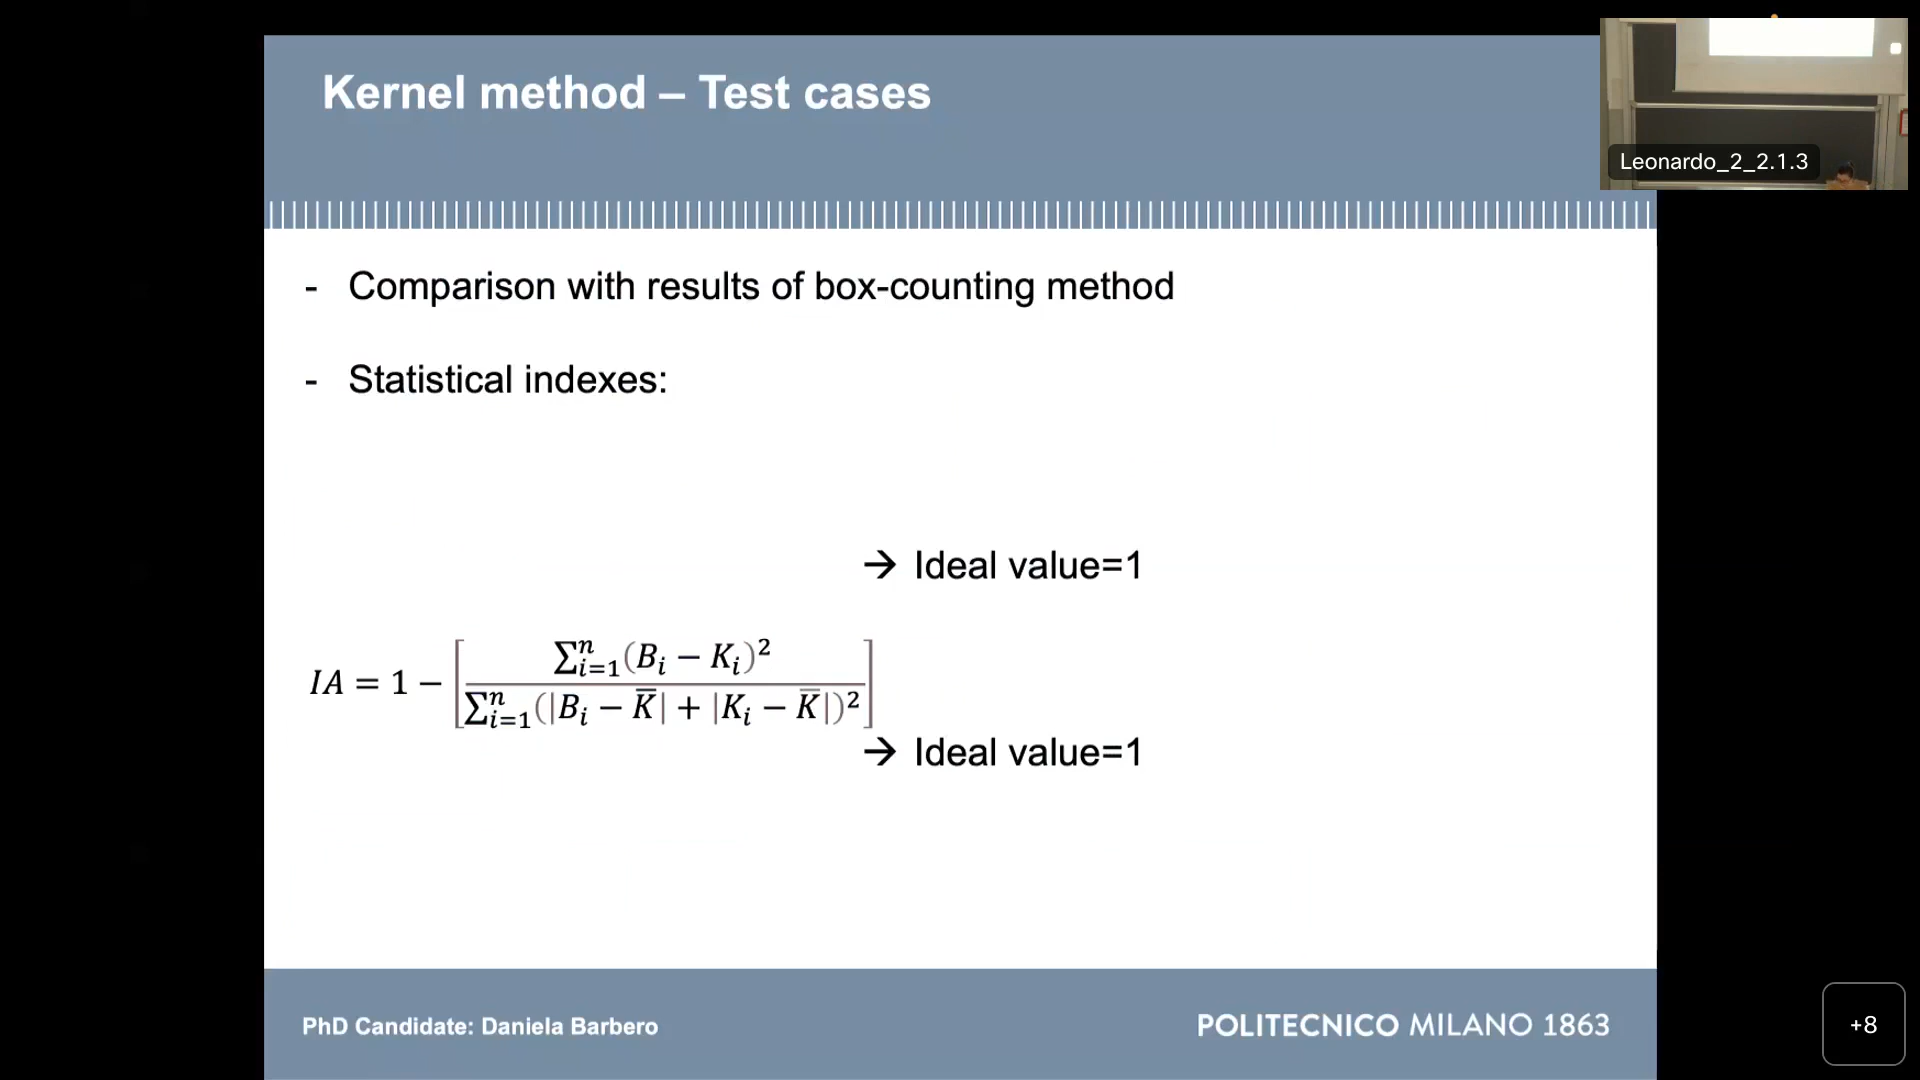 Kernel method – Test cases
Leonardo_2_2.1.3
- Comparison with results of box-counting method
- Statistical indexes:
→ Ideal value=1
IA = 1 − [ ∑ⁿᵢ₌₁(Bᵢ − Kᵢ)² / ∑ⁿᵢ₌₁(|Bᵢ − K̅| + |Kᵢ − K̅|)² ]
→ Ideal value=1
PhD Candidate: Daniela Barbero
POLITECNICO MILANO 1863
+8